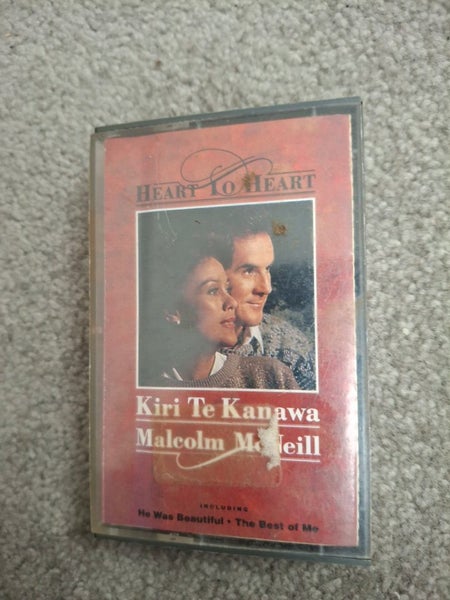 HEART TO HEART
Kiri Te Kanawa
Malcolm McNeill
INCLUDING
He Was Beautiful • The Best of Me